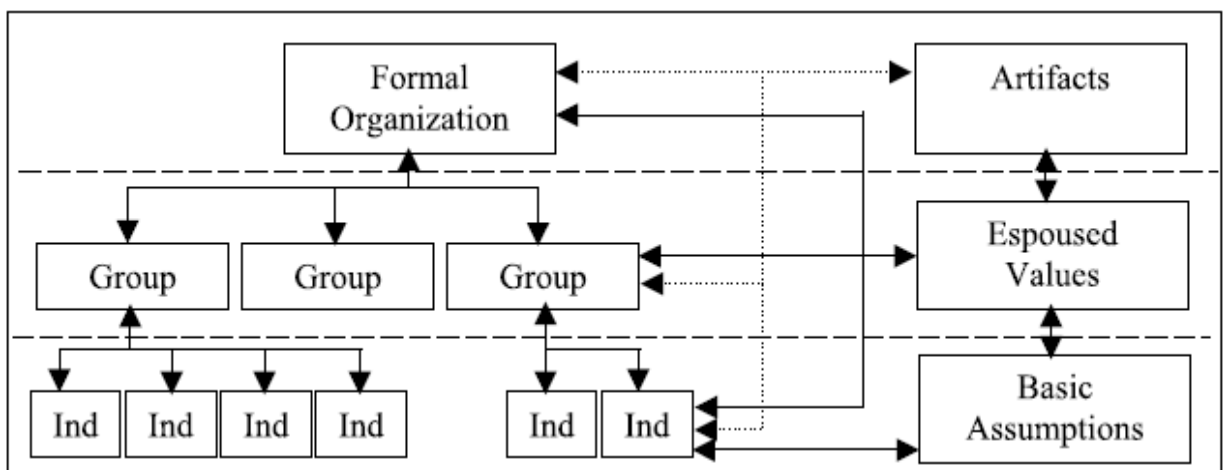 Formal
Organization
Artifacts
Group
Group
Group
Espoused
Values
Ind
Ind
Ind
Ind
Ind
Ind
Basic
Assumptions